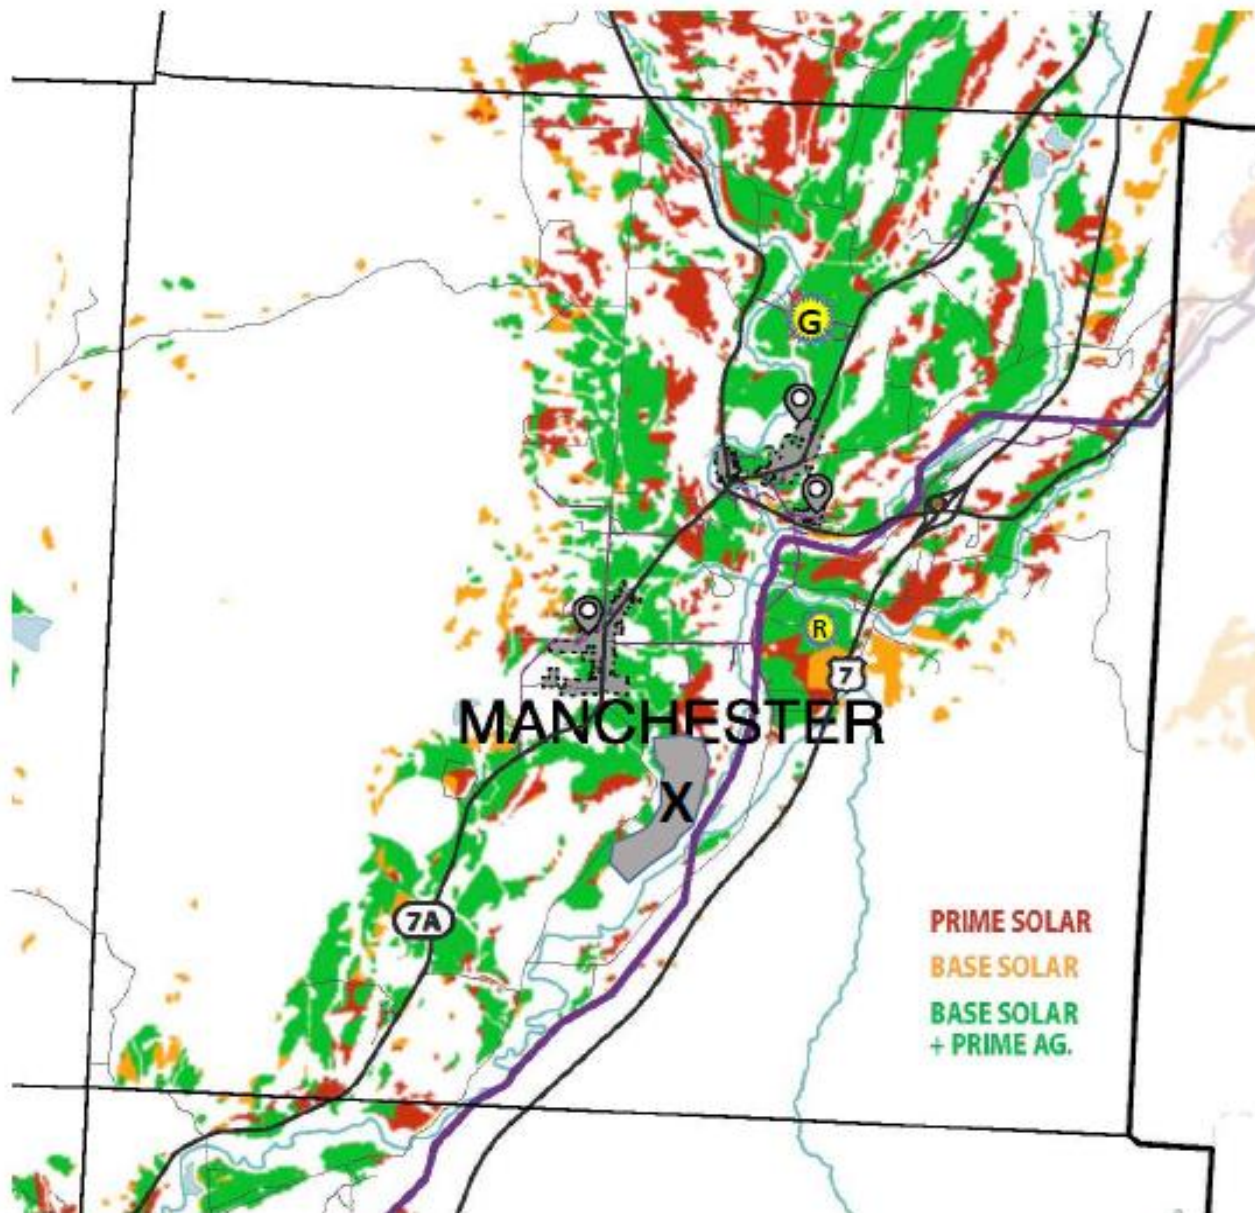 G
R
7
MANCHESTER
X
7A
PRIME SOLAR
BASE SOLAR
BASE SOLAR
+ PRIME AG.